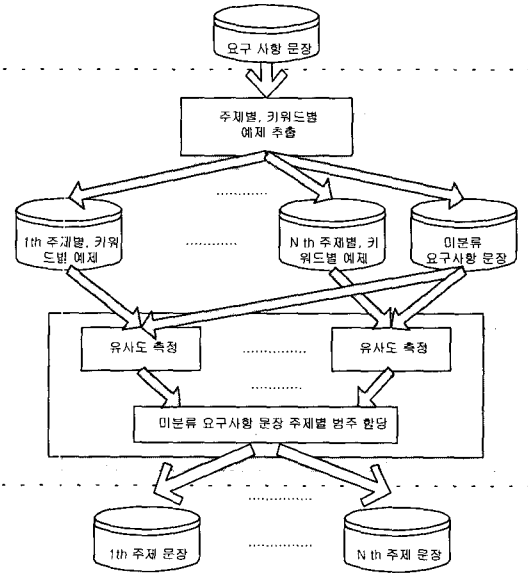 요구 사항 문장
주제별, 키워드별
예제 추출
1th 주제별, 키워
드별 예제
N th 주제별, 키
워드별 예제
미분류
요구사항 문장
유사도 측정
유사도 측정
미분류 요구사항 문장 주제별 범주 할당
1th 주제 문장
N th 주제 문장